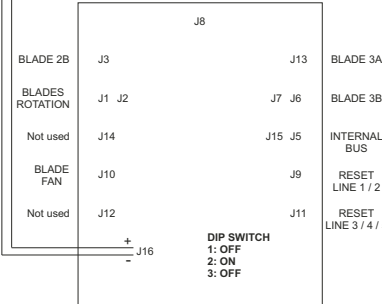 J8
BLADE 2B J3 J13 BLADE 3A
BLADES
ROTATION J1 J2 J7 J6 BLADE 3B
Not used J14 J15 J5 INTERNAL
BUS
BLADE
FAN J10 J9 RESET
LINE 1 / 2
Not used J12 J11 RESET
LINE 3 / 4 /
+
- J16
DIP SWITCH
1: OFF
2: ON
3: OFF